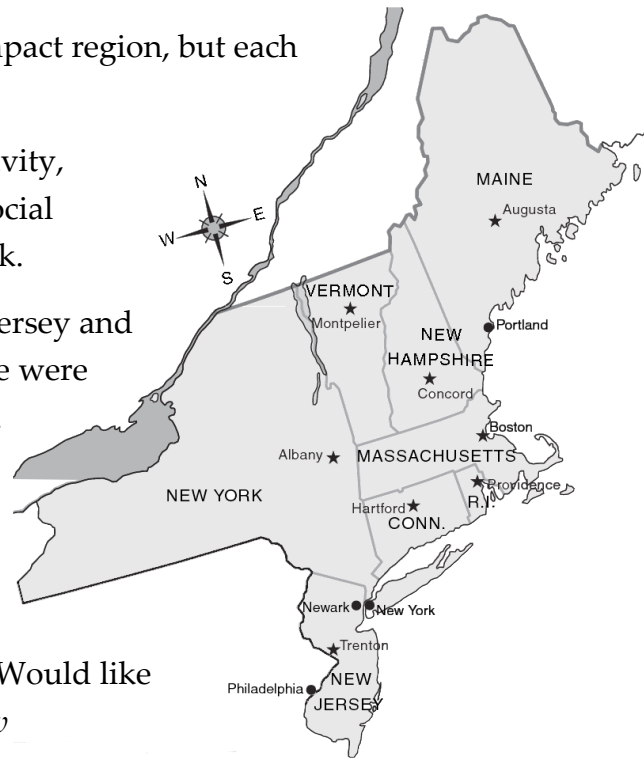 pact region, but each
vity,
ocial
k.
ersey and
e were
Would like
N
E
W
S
MAINE
Augusta
VERMONT
Montpelier
Portland
NEW
HAMPSHIRE
Concord
Boston
Albany
MASSACHUSETTS
Providence
NEW YORK
Hartford
R.I.
CONN.
Newark
New York
Trenton
Philadelphia
NEW
JERSEY